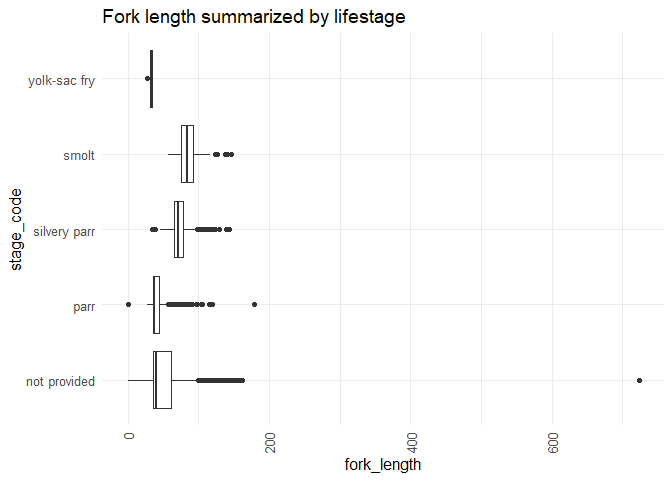 Fork length summarized by lifestage
yolk-sac fry
smolt
silvery parr
parr
not provided
stage_code
0
200
400
600
fork_length